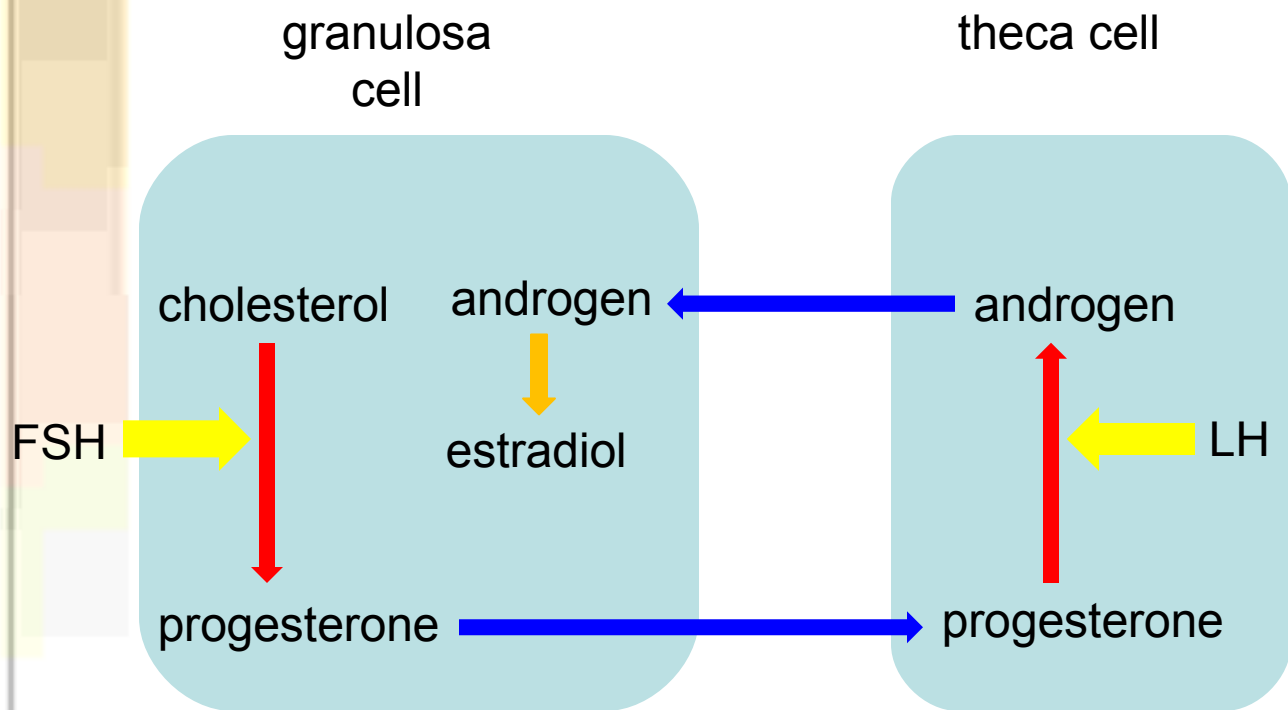 granulosa
cell
theca cell
cholesterol
androgen
androgen
FSH
estradiol
LH
progesterone
progesterone